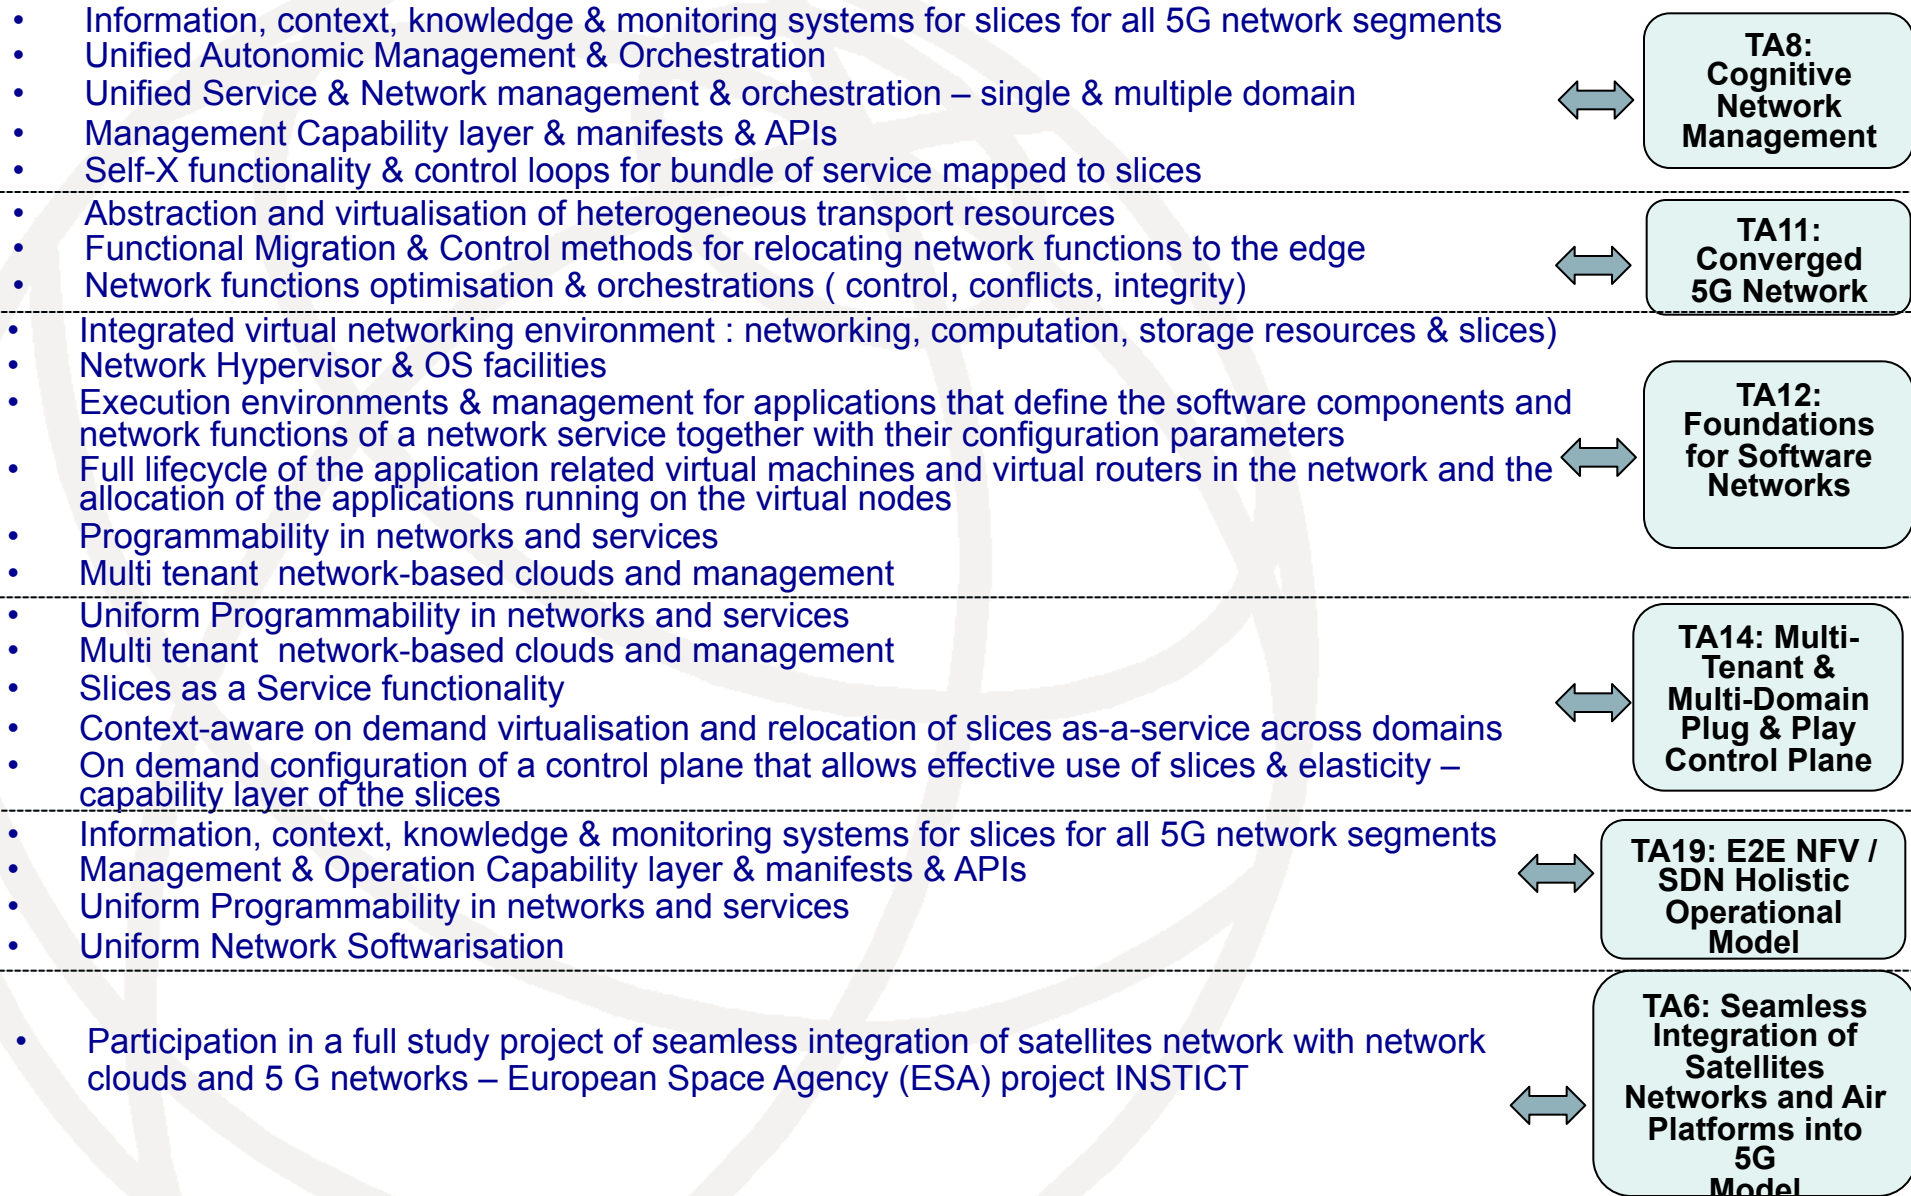 • Information, context, knowledge & monitoring systems for slices for all 5G network segments
• Unified Autonomic Management & Orchestration
• Unified Service & Network management & orchestration – single & multiple domain
• Management Capability layer & manifests & APIs
• Self-X functionality & control loops for bundle of service mapped to slices
TA8:
Cognitive
Network
Management
• Abstraction and virtualisation of heterogeneous transport resources
• Functional Migration & Control methods for relocating network functions to the edge
• Network functions optimisation & orchestrations ( control, conflicts, integrity)
TA11:
Converged
5G Network
• Integrated virtual networking environment : networking, computation, storage resources & slices)
• Network Hypervisor & OS facilities
• Execution environments & management for applications that define the software components and
network functions of a network service together with their configuration parameters
• Full lifecycle of the application related virtual machines and virtual routers in the network and the
allocation of the applications running on the virtual nodes
• Programmability in networks and services
• Multi tenant  network-based clouds and management
TA12:
Foundations
for Software
Networks
• Uniform Programmability in networks and services
• Multi tenant  network-based clouds and management
• Slices as a Service functionality
• Context-aware on demand virtualisation and relocation of slices as-a-service across domains
• On demand configuration of a control plane that allows effective use of slices & elasticity –
capability layer of the slices
TA14: Multi-
Tenant &
Multi-Domain
Plug & Play
Control Plane
• Information, context, knowledge & monitoring systems for slices for all 5G network segments
• Management & Operation Capability layer & manifests & APIs
• Uniform Programmability in networks and services
• Uniform Network Softwarisation
TA19: E2E NFV /
SDN Holistic
Operational
Model
• Participation in a full study project of seamless integration of satellites network with network
clouds and 5 G networks – European Space Agency (ESA) project INSTICT
TA6: Seamless
Integration of
Satellites
Networks and Air
Platforms into
5G
Model